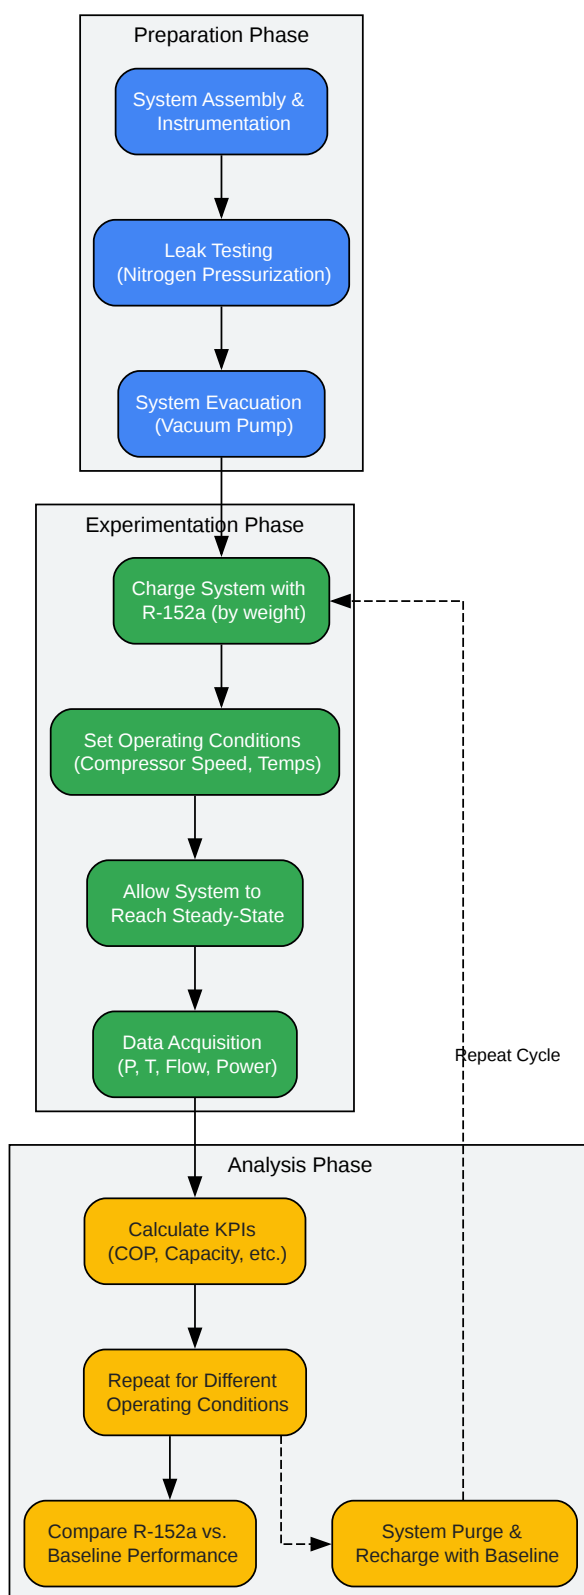 Preparation Phase
System Assembly &
Instrumentation
Leak Testing
(Nitrogen Pressurization)
System Evacuation
(Vacuum Pump)
Experimentation Phase
Charge System with
R-152a (by weight)
Set Operating Conditions
(Compressor Speed, Temps)
Allow System to
Reach Steady-State
Data Acquisition
(P, T, Flow, Power)
Repeat Cycle
Analysis Phase
Calculate KPIs
(COP, Capacity, etc.)
Repeat for Different
Operating Conditions
Compare R-152a vs.
Baseline Performance
System Purge &
Recharge with Baseline